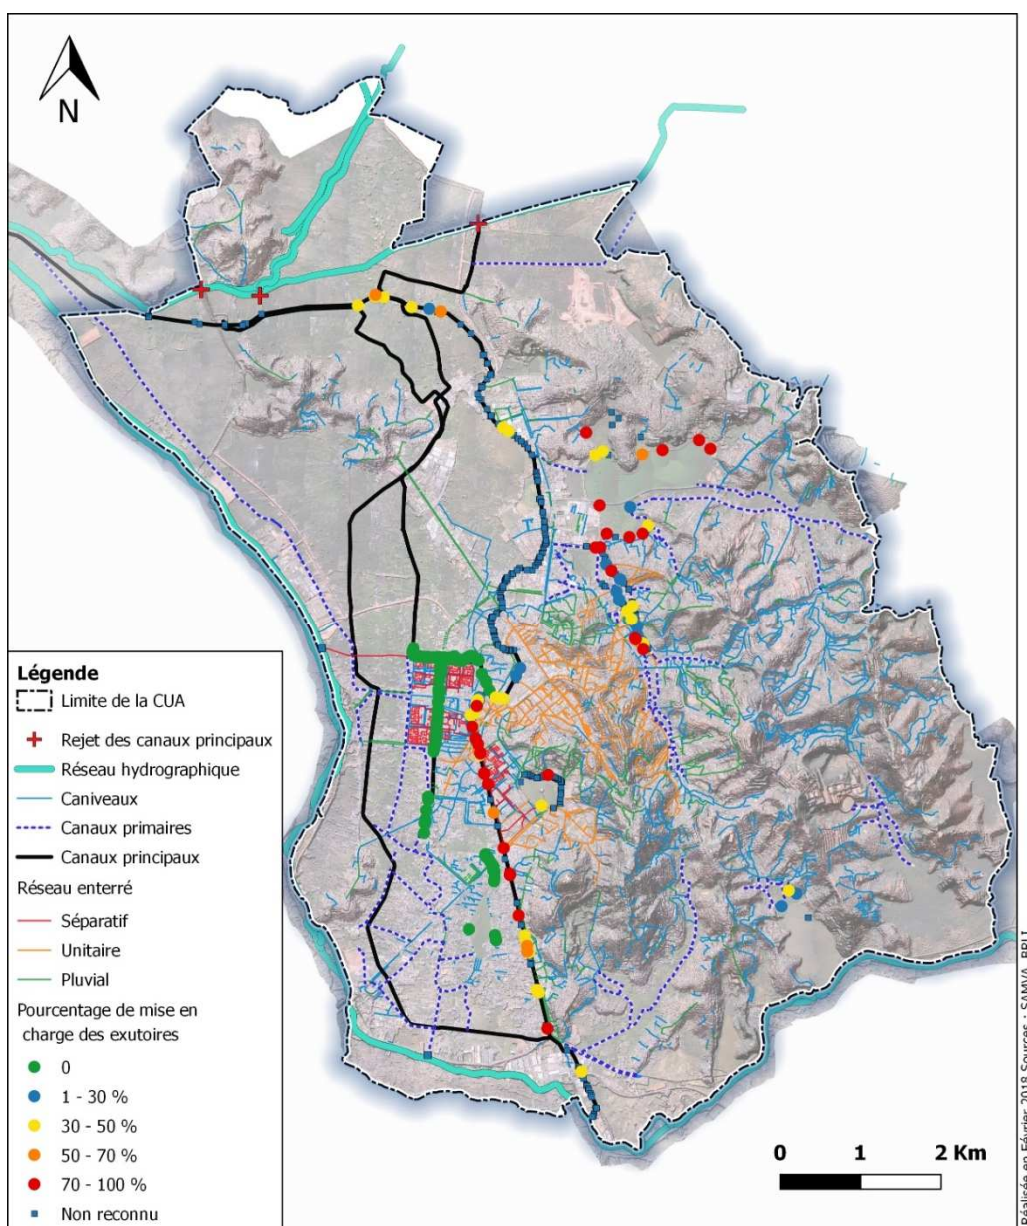 N
Légende
Limite de la CUA
Rejet des canaux principaux
Réseau hydrographique
Caniveaux
Canaux primaires
Canaux principaux
Réseau enterré
Séparatif
Unitaire
Pluvial
Pourcentage de mise en
charge des exutoires
0
1 - 30 %
30 - 50 %
50 - 70 %
70 - 100 %
Non reconnu
0 1 2 Km
Réalisée en Février 2018 Sources : SAMVA, BRLI